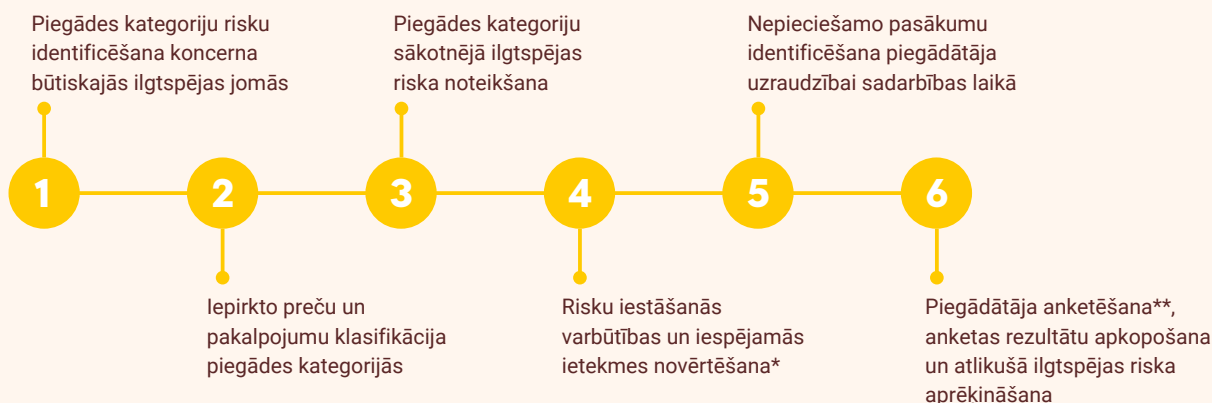 Piegādes kategoriju risku
identificēšana koncerna
būtiskajās ilgtspējas jomās
Piegādes kategoriju
sākotnējā ilgtspējas
riska noteikšana
Nepieciešamo pasākumu
identificēšana piegādātāja
uzraudzībai sadarbības laikā
1
2
3
4
5
6
Iepirkto preču un
pakalpojumu klasifikācija
piegādes kategorijās
Risku iestāšanās
varbūtības un iespējamās
ietekmes novērtēšana*
Piegādātāja anketēšana**,
anketas rezultātu apkopošana
un atlikušā ilgtspējas riska
aprēķināšana